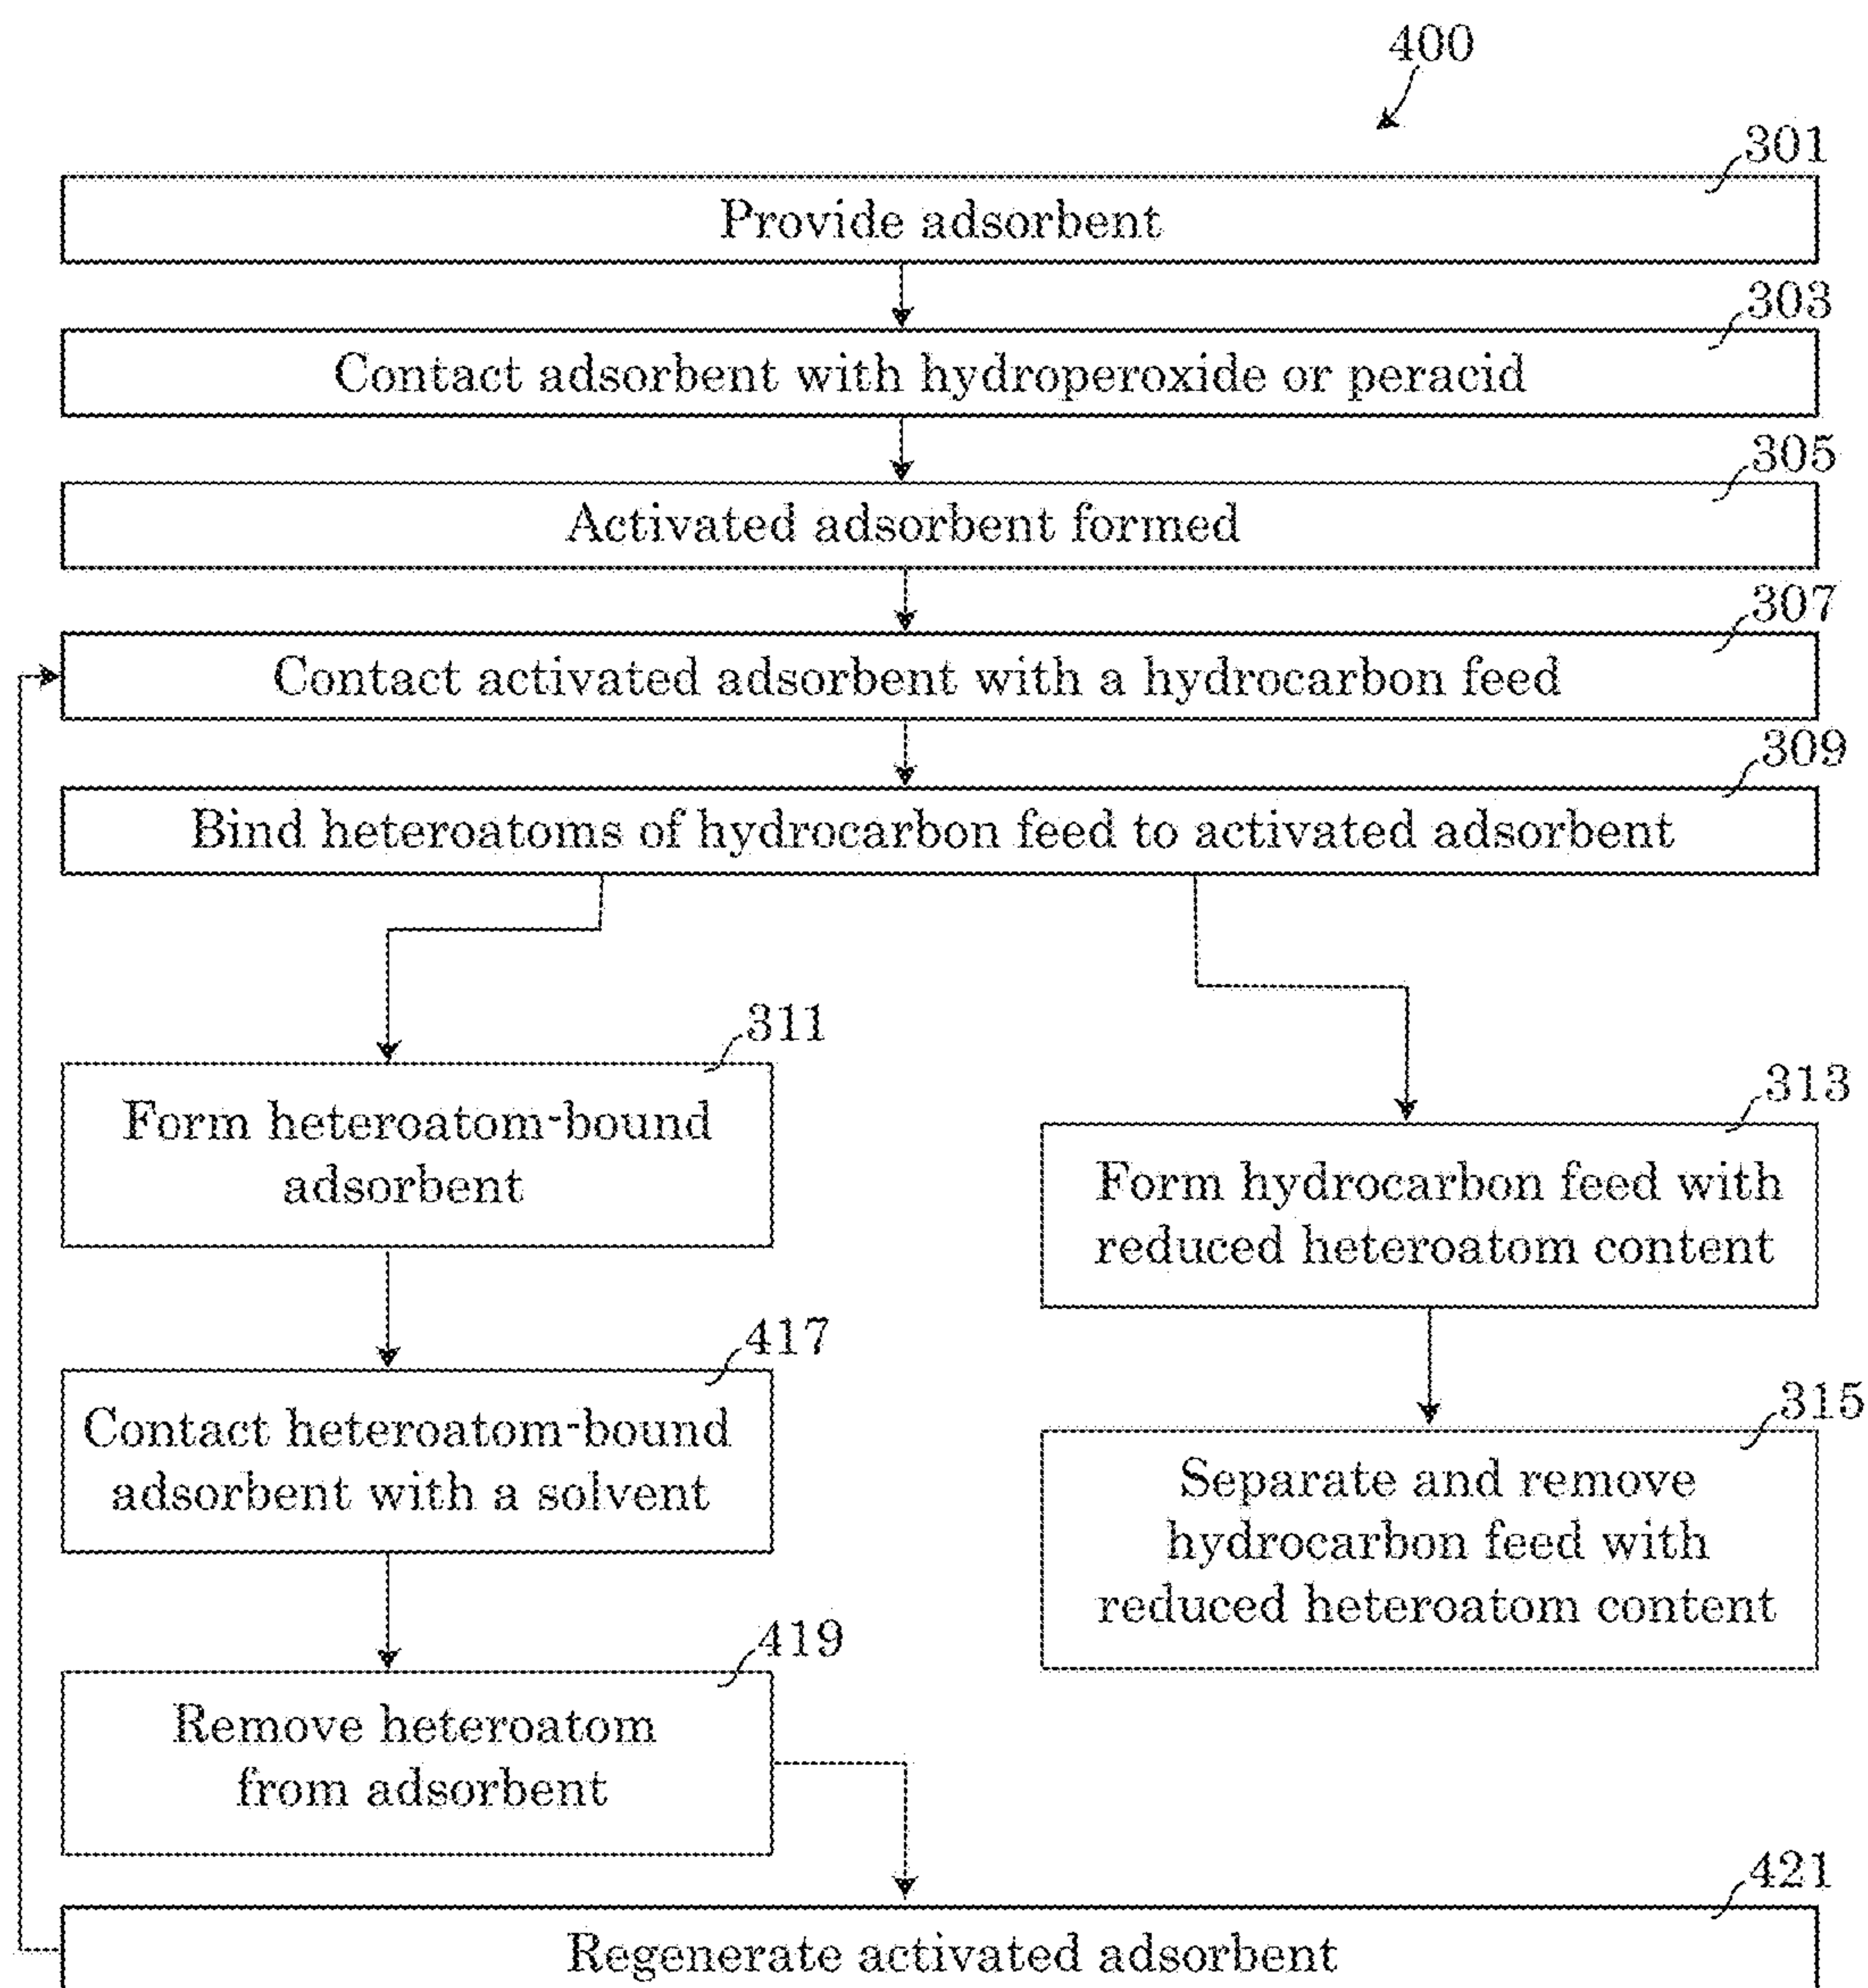 400
301
Provide adsorbent
303
Contact adsorbent with hydroperoxide or peracid
305
Activated adsorbent formed
307
Contact activated adsorbent with a hydrocarbon feed
309
Bind heteroatoms of hydrocarbon feed to activated adsorbent
311
Form heteroatom-bound
adsorbent
313
Form hydrocarbon feed with
reduced heteroatom content
417
Contact heteroatom-bound
adsorbent with a solvent
315
Separate and remove
hydrocarbon feed with
reduced heteroatom content
419
Remove heteroatom
from adsorbent
421
Regenerate activated adsorbent